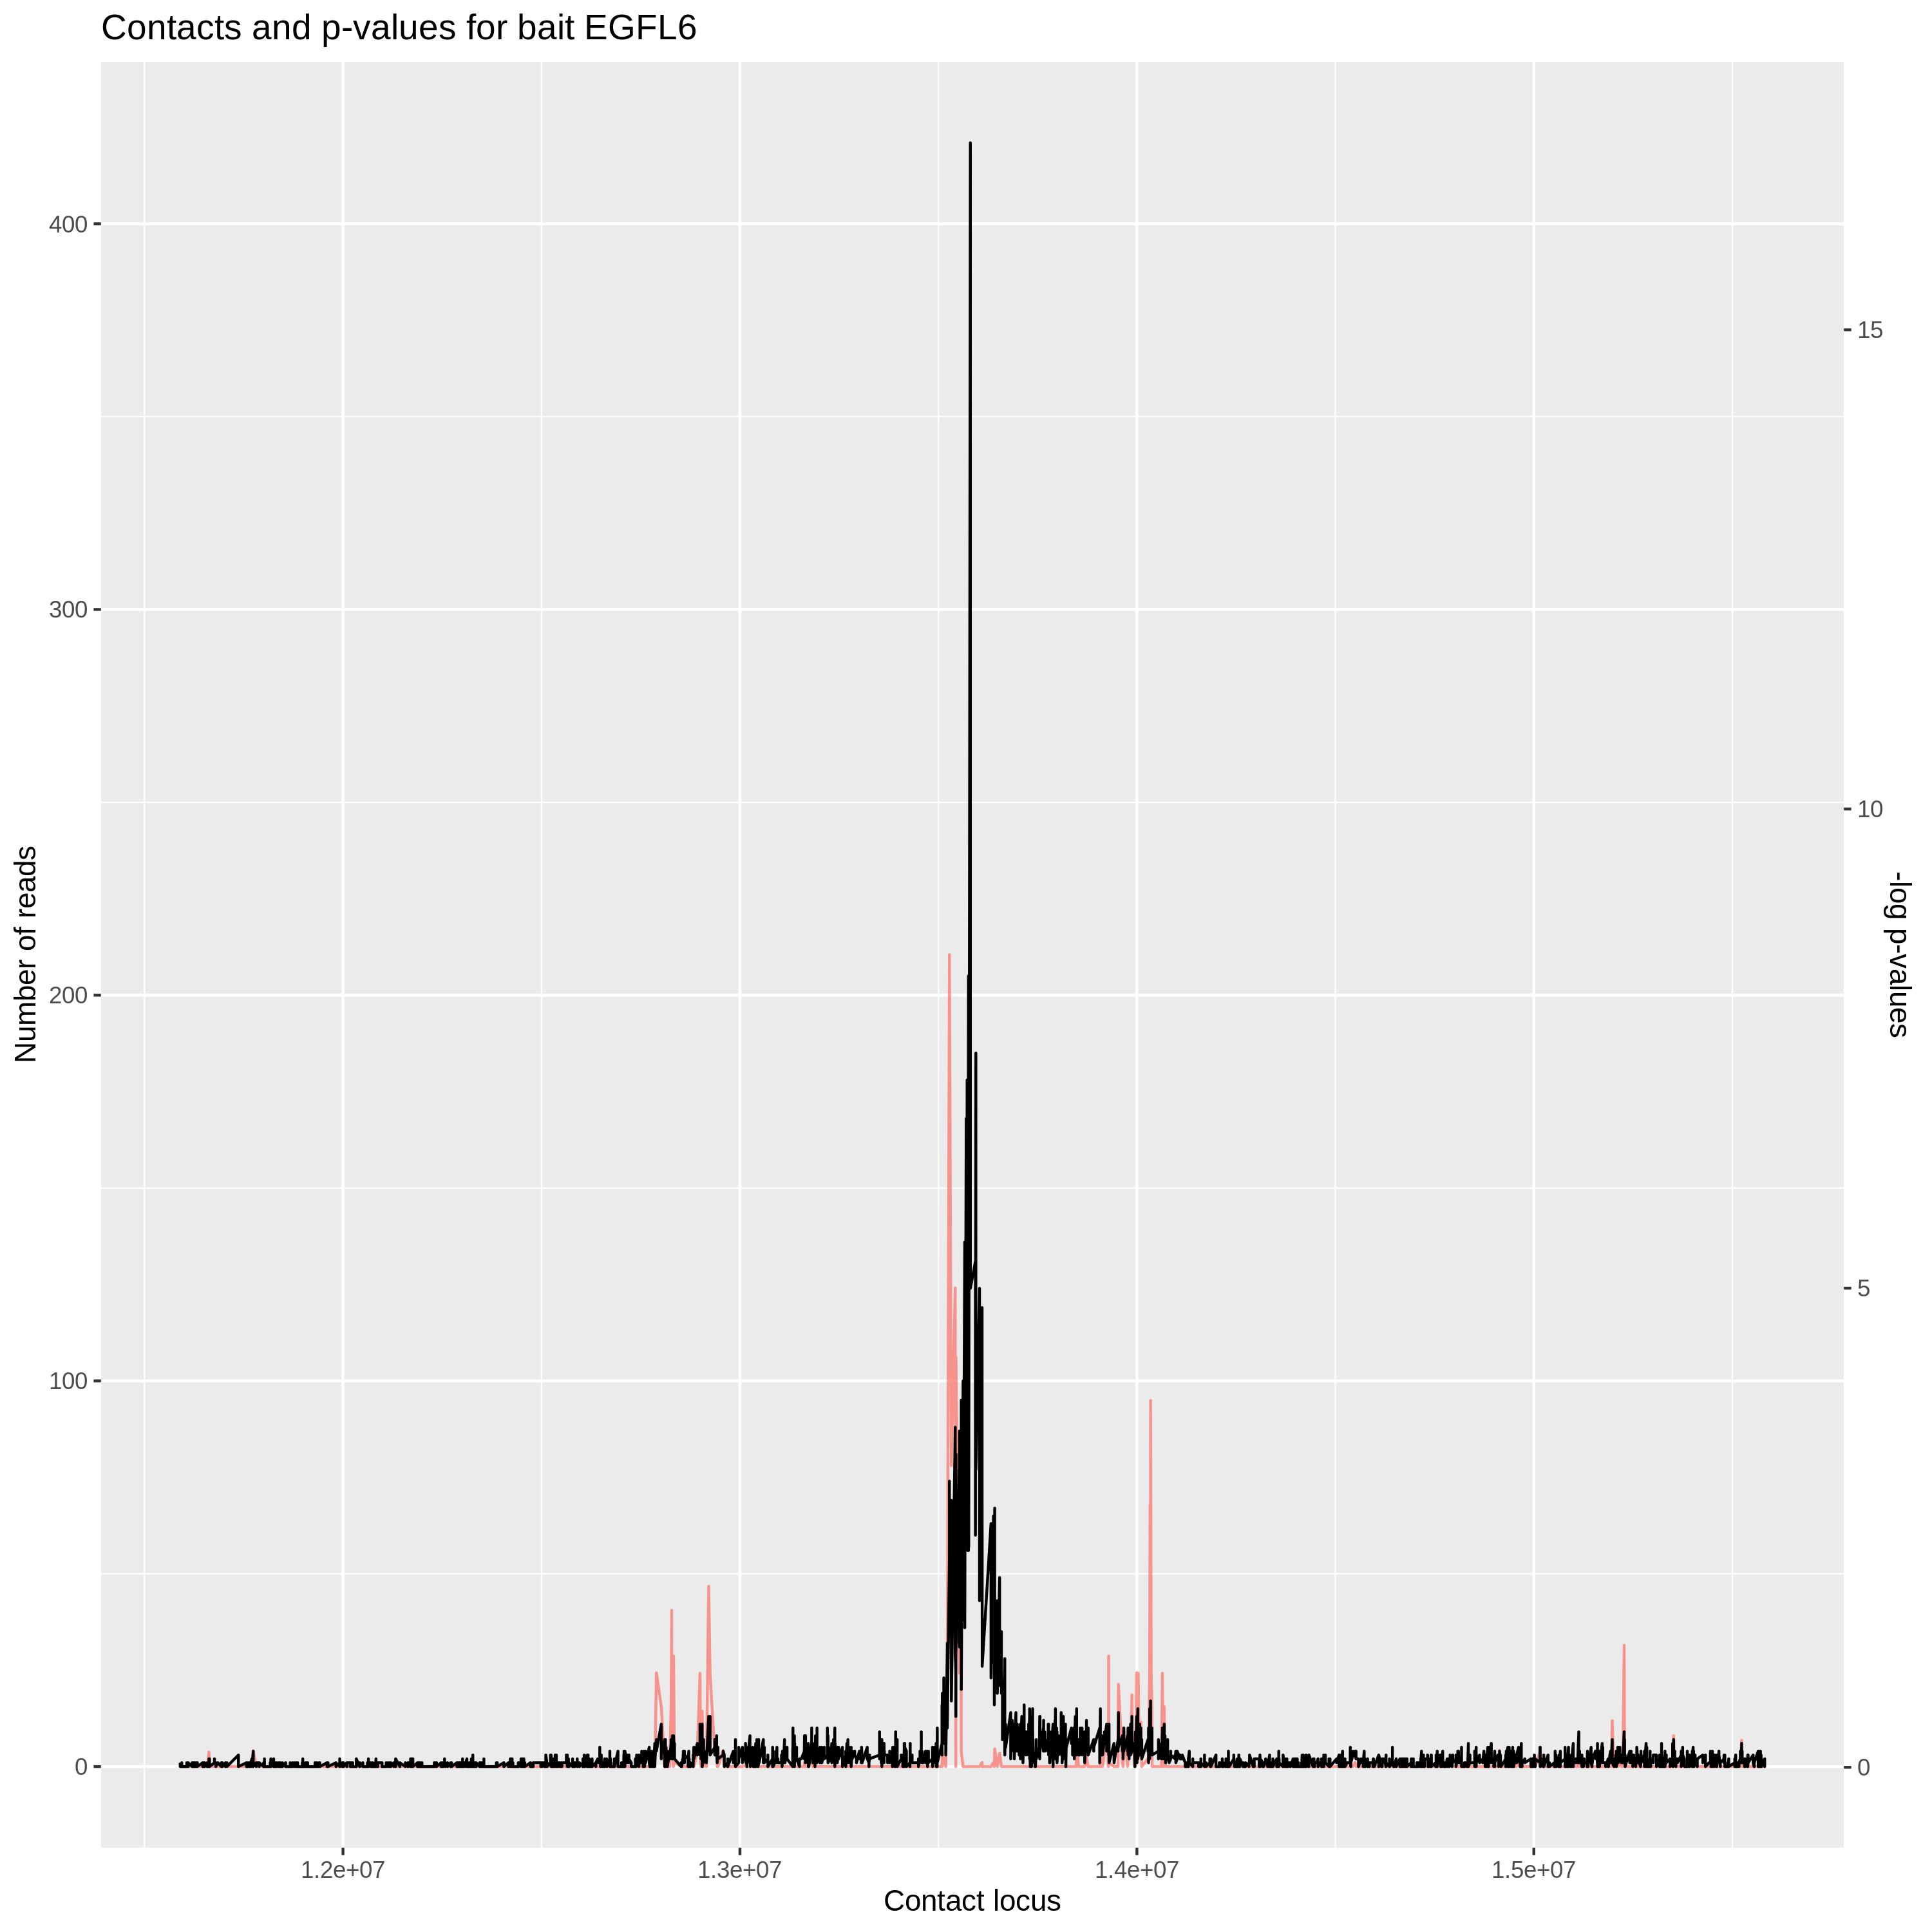 Contacts and p-values for bait EGFL6
400
300
200
100
0
Number of reads
15
10
5
0
-log p-values
1.2e+07
1.3e+07
1.4e+07
1.5e+07
Contact locus